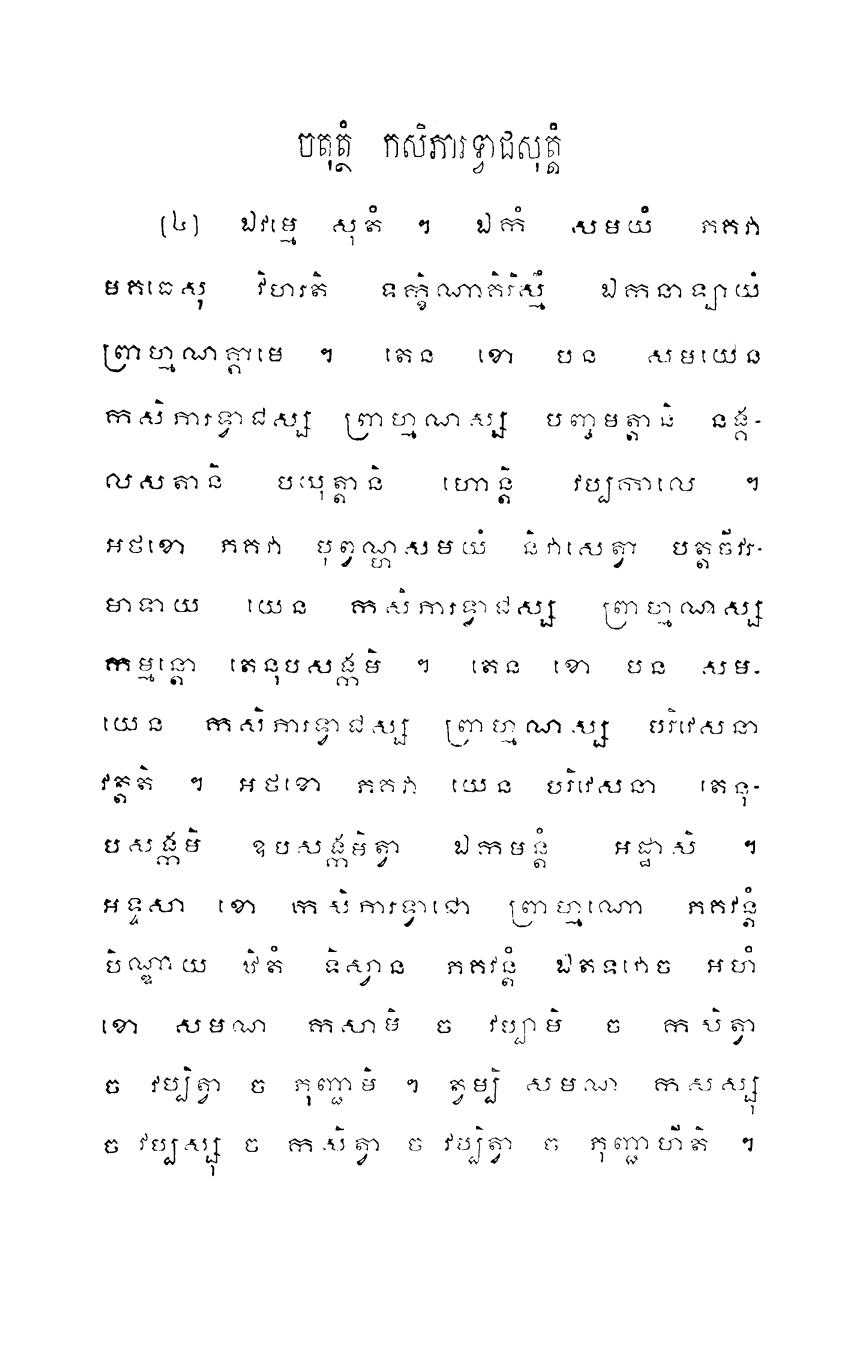 ចតុត្ថំ កសិភារទ្វាជសុត្តំ
(៤) ឯវម្មេ សុតំ ។ ឯកំ សមយំ ភគវា
មគធេសុ វិហរតិ ទក្ខិណាគិរិស្មឹ ឯកនាឡាយំ
ព្រាហ្មណគ្គាមេ ។ តេន ខោ បន សមយេន
កសិភារទ្វាជស្ស ព្រាហ្មណស្ស បញ្ចមត្តានិ នង្គ-
លសតានិ បយុត្តានិ ហោន្តិ វប្បកាលេ ។
អថខោ ភគវា បុព្វណ្ហសមយំ និវាសេត្វា បត្តចីវរ-
មាទាយ យេន កសិភារទ្វាជស្ស ព្រាហ្មណស្ស
កម្មន្តោ តេនុបសង្កមិ ។ តេន ខោ បន សម-
យេន កសិភារទ្វាជស្ស ព្រាហ្មណស្ស បរិវេសនា
វត្តតិ ។ អថខោ ភគវា យេន បរិវេសនា តេនុ-
បសង្កមិ ឧបសង្កមិត្វា ឯកមន្តំ អដ្ឋាសិ ។
អទ្ទសា ខោ កសិភារទ្វាជោ ព្រាហ្មណោ ភគវន្តំ
បិណ្ឌាយ ឋិតំ ទិស្វាន ភគវន្តំ ឯតទវោច អហំ
ខោ សមណ កសាមិ ច វប្បាមិ ច កសិត្វា
ច វប្បិត្វា ច ភុញ្ជាមិ ។ ត្វម្បិ សមណ កសស្សុ
ច វប្បស្សុ ច កសិត្វា ច វប្បិត្វា ច ភុញ្ជាហីតិ ។